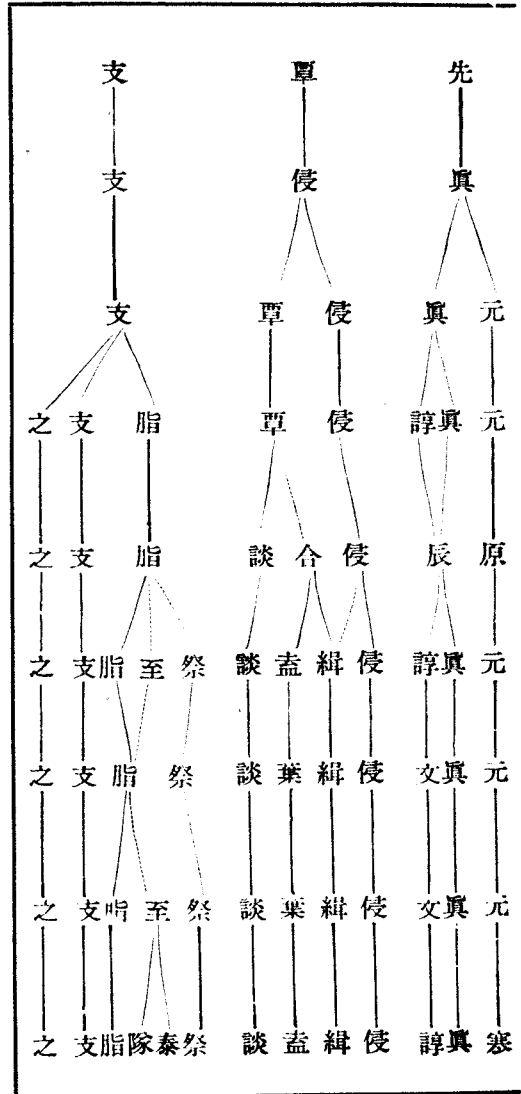 支 覃 先
支 侵 眞
支 覃 侵 眞 元
之 支 脂 覃 侵 諄 眞 元
之 支 脂 談 合 侵 辰 原
之 支 脂 至 祭 談 盍 緝 侵 諄 眞 元
之 支 脂 祭 談 葉 緝 侵 文 眞 元
之 支 脂 至 祭 談 葉 緝 侵 文 眞 元
之 支 脂 隊 泰 祭 談 盍 緝 侵 諄 眞 寒